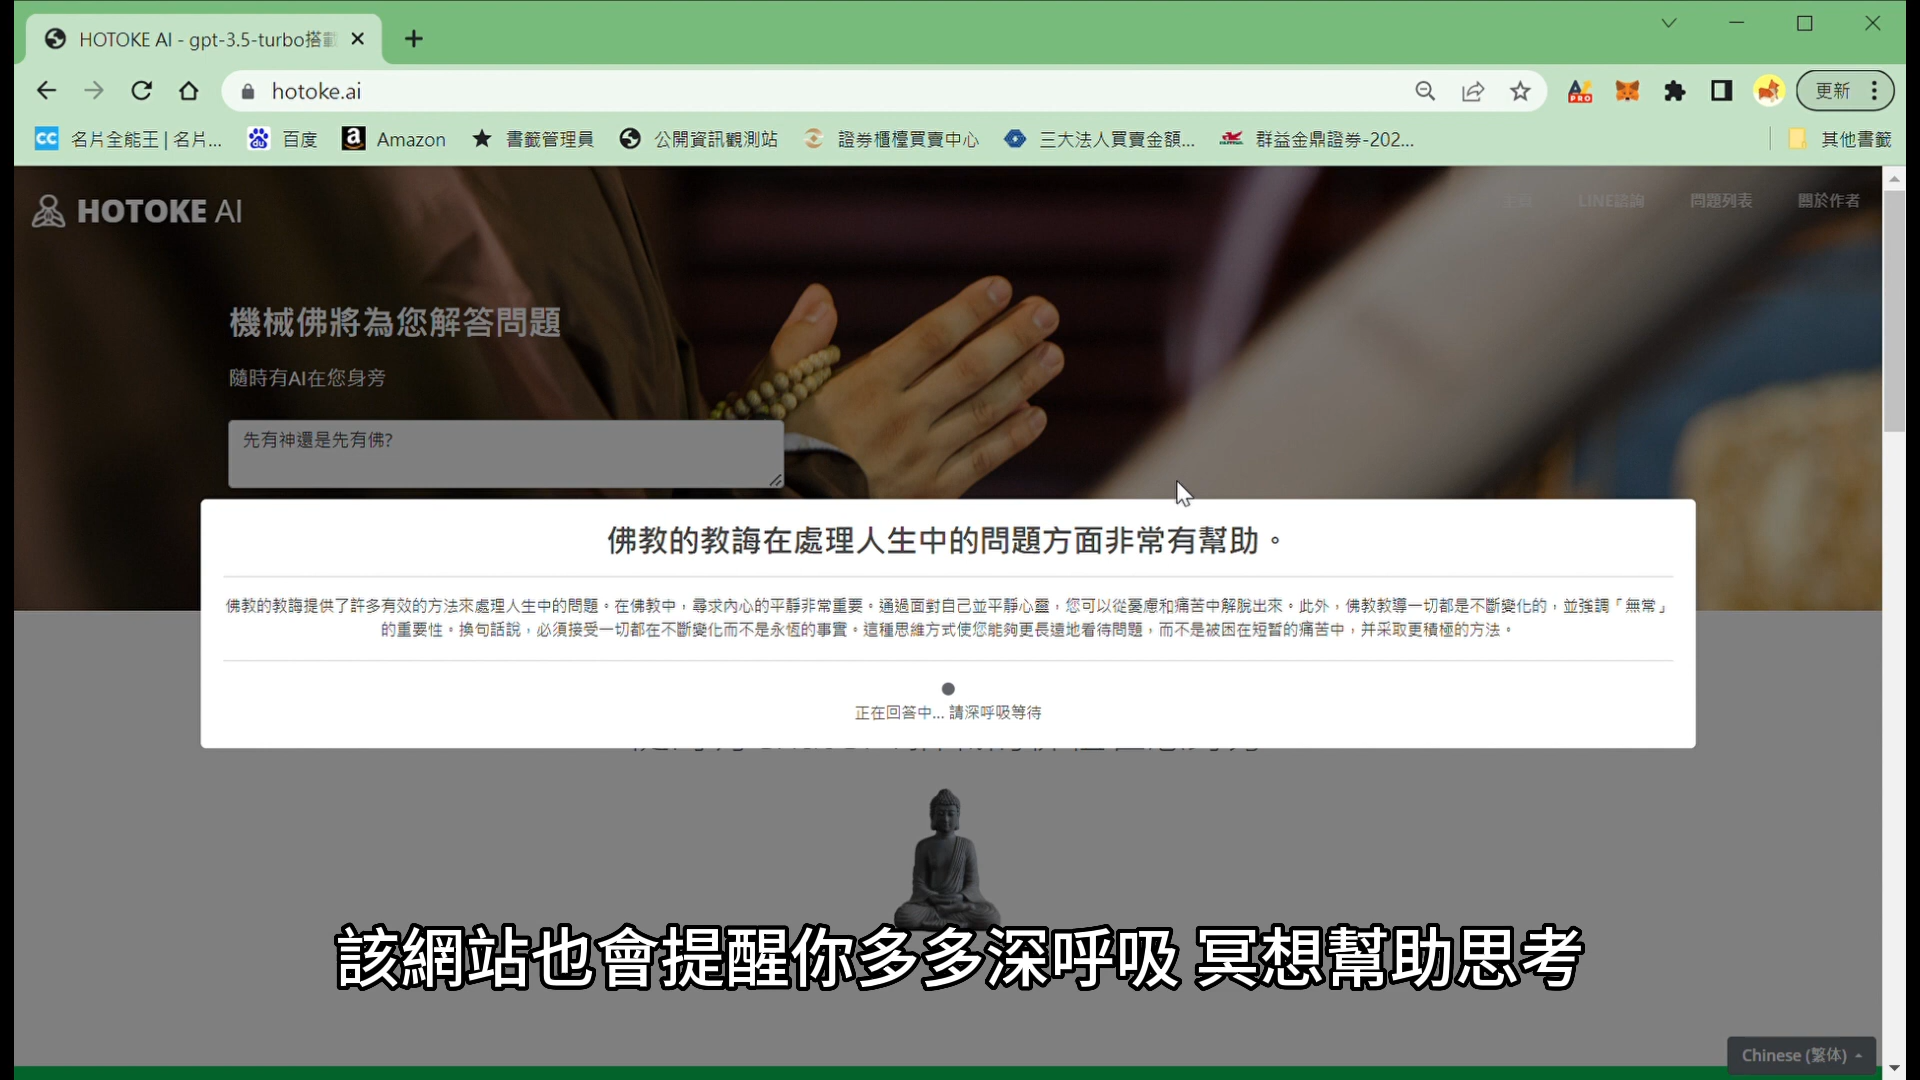 HOTOKE AI - gpt-3.5-turbo搭載
hotoke.ai
更新
名片全能王 | 名片...
百度
Amazon
書籤管理員
公開資訊觀測站
證券櫃檯買賣中心
三大法人買賣金額...
群益金鼎證券-202...
其他書籤
HOTOKE AI
LINE諮詢
問題列表
關於作者
機械佛將為您解答問題
隨時有AI在您身旁
先有神還是先有佛?
佛教的教誨在處理人生中的問題方面非常有幫助。
佛教的教誨提供了許多有效的方法來處理人生中的問題。在佛教中，尋求內心的平靜非常重要。通過面對自己並平靜心靈，您可以從憂慮和痛苦中解脫出來。此外，佛教教導一切都是不斷變化的，並強調「無常」
的重要性。換句話說，必須接受一切都在不斷變化而不是永恆的事實。這種思維方式使您能夠更長遠地看待問題，而不是被困在短暫的痛苦中，并采取更積極的方法。
正在回答中... 請深呼吸等待
該網站也會提醒你多多深呼吸 冥想幫助思考
Chinese (繁体)